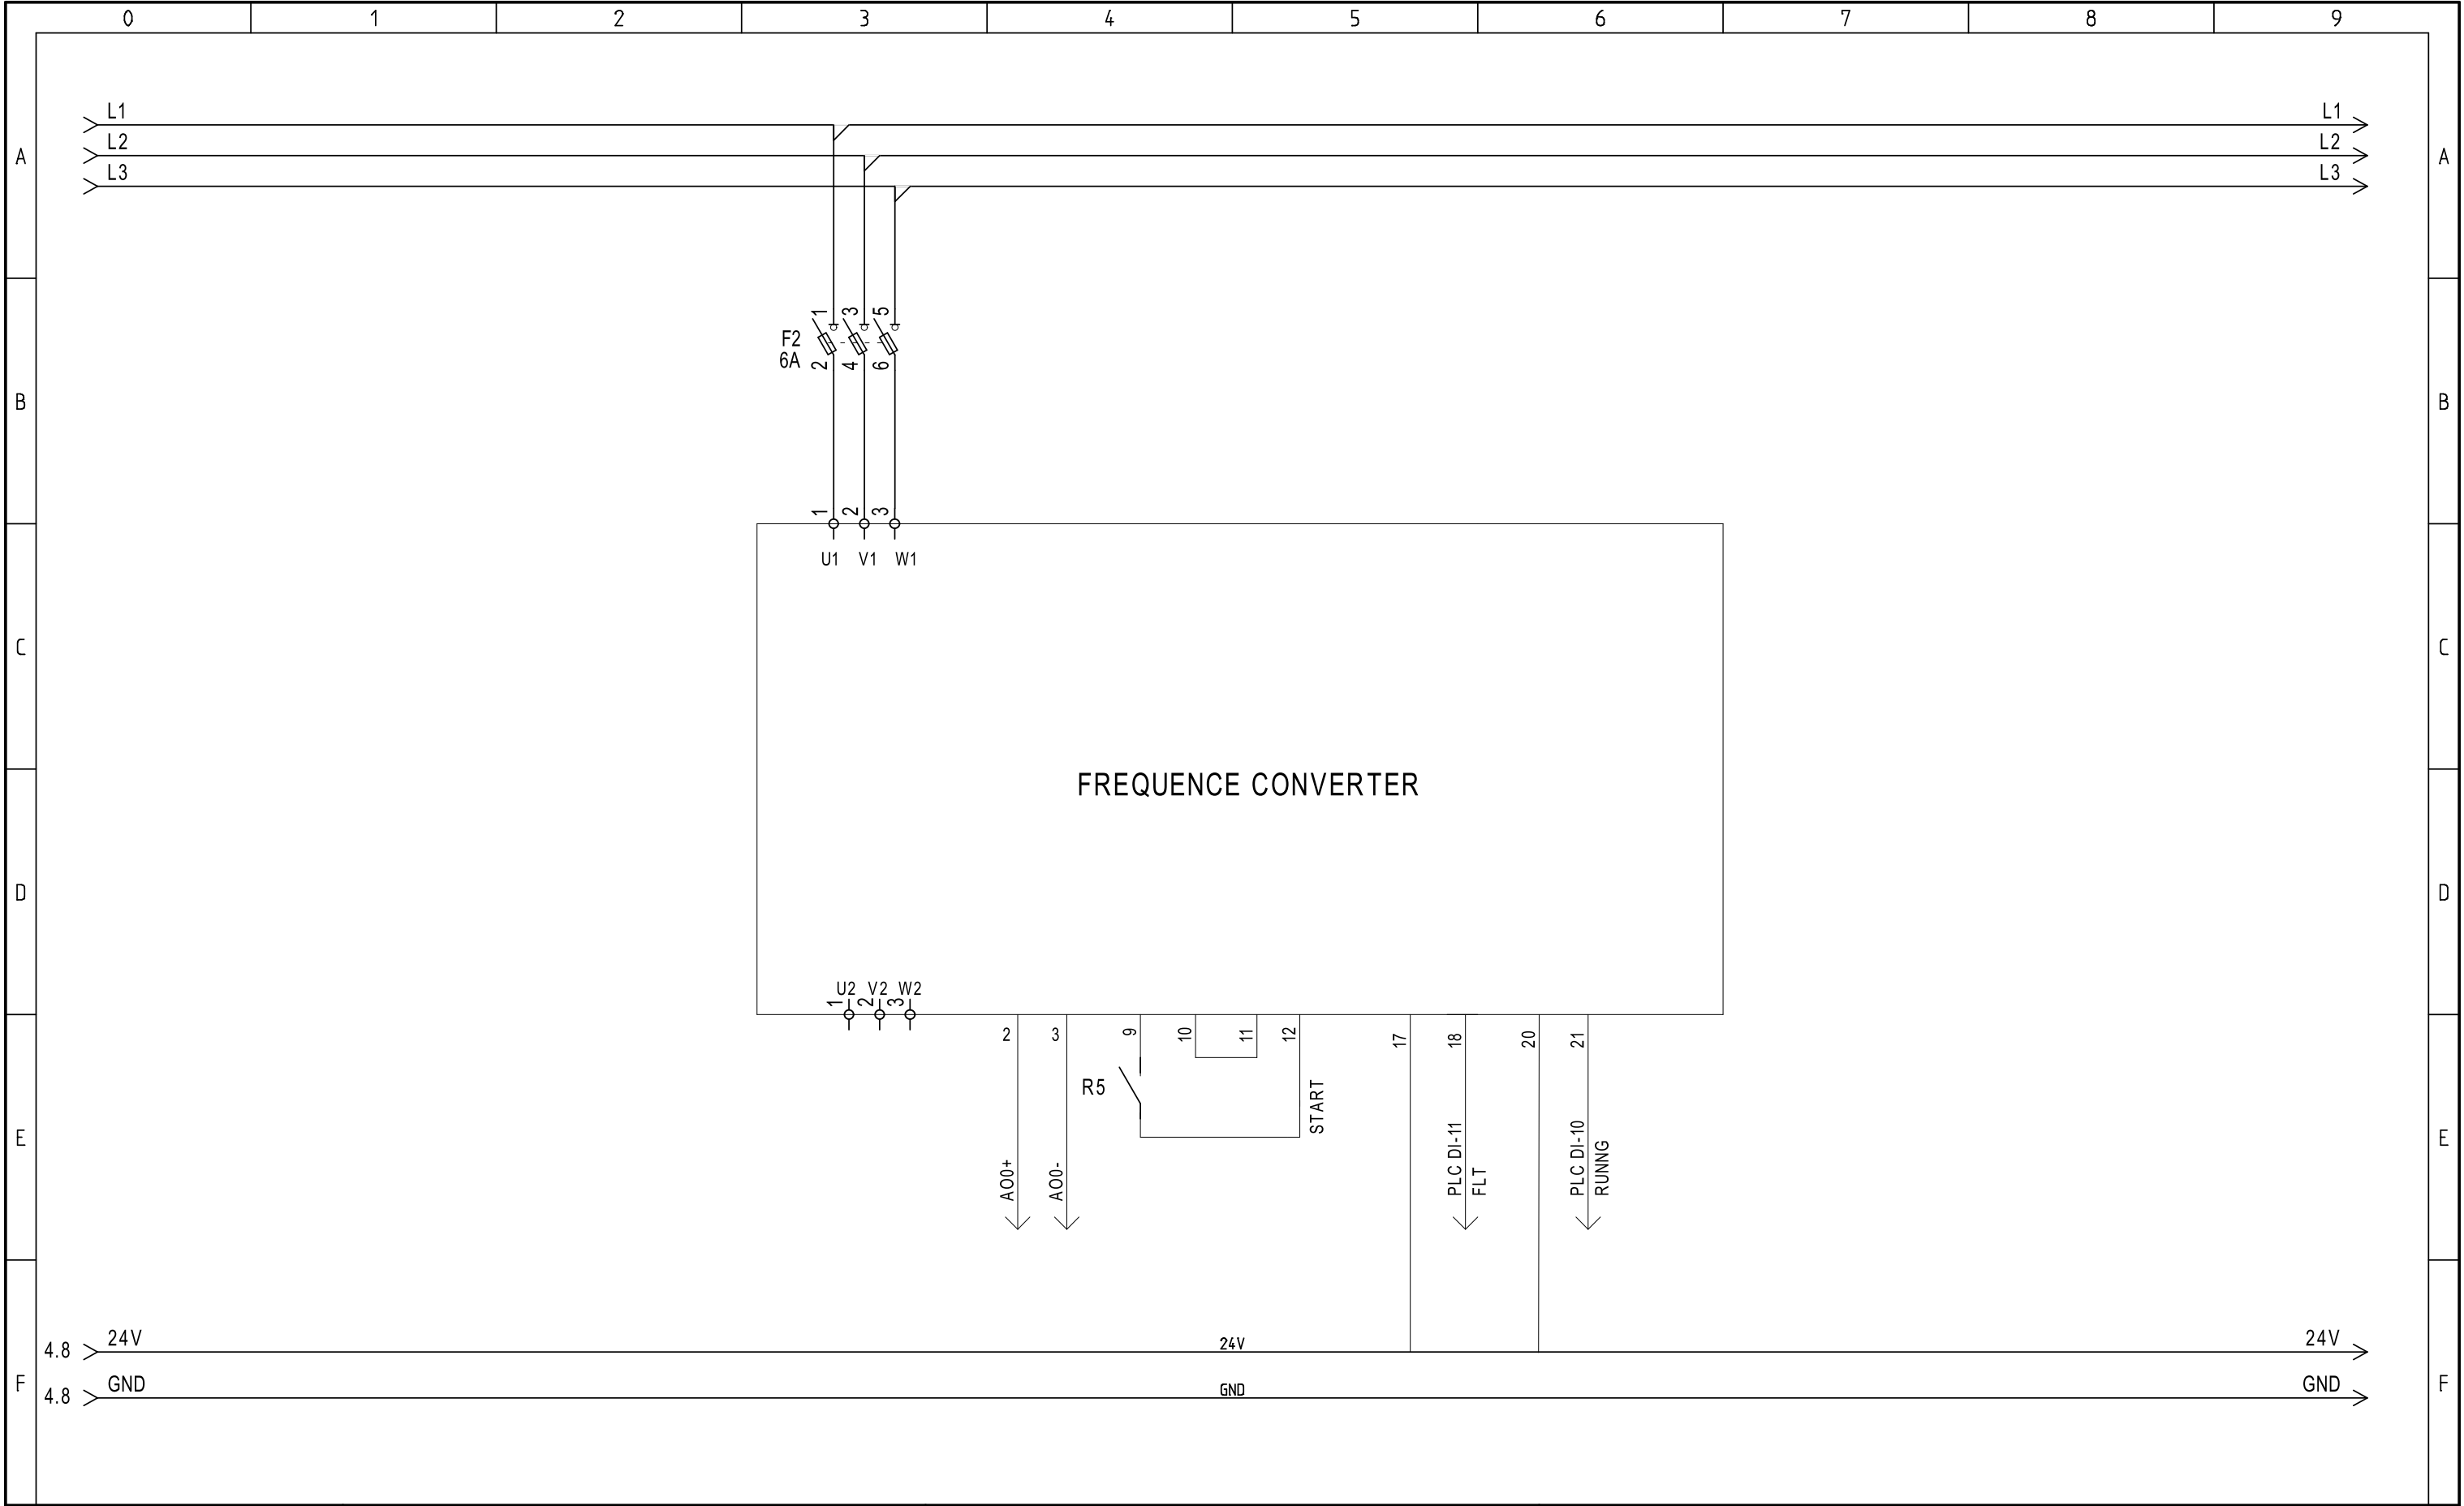 0 1 2 3 4 5 6 7 8 9
L1 L1
L2 L2
A A
L3 L3
1 3 5
F2
6A 2 4 6
B B
1 2 3
U1 V1 W1
C C
FREQUENCE CONVERTER
D D
U2 V2 W2
1 2 3
2 3 9 10 11 12 17 18 20 21
R5
START
E E
AO0+ AO0- PLC DI-11 FLT PLC DI-10 RUNNG
4.8 24V 24V 24V
F F
4.8 GND GND GND